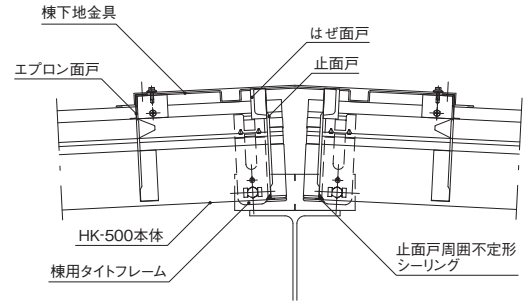 棟下地金具
はぜ面戸
エプロン面戸
止面戸
HK-500本体
棟用タイトフレーム
止面戸周囲不定形
シーリング